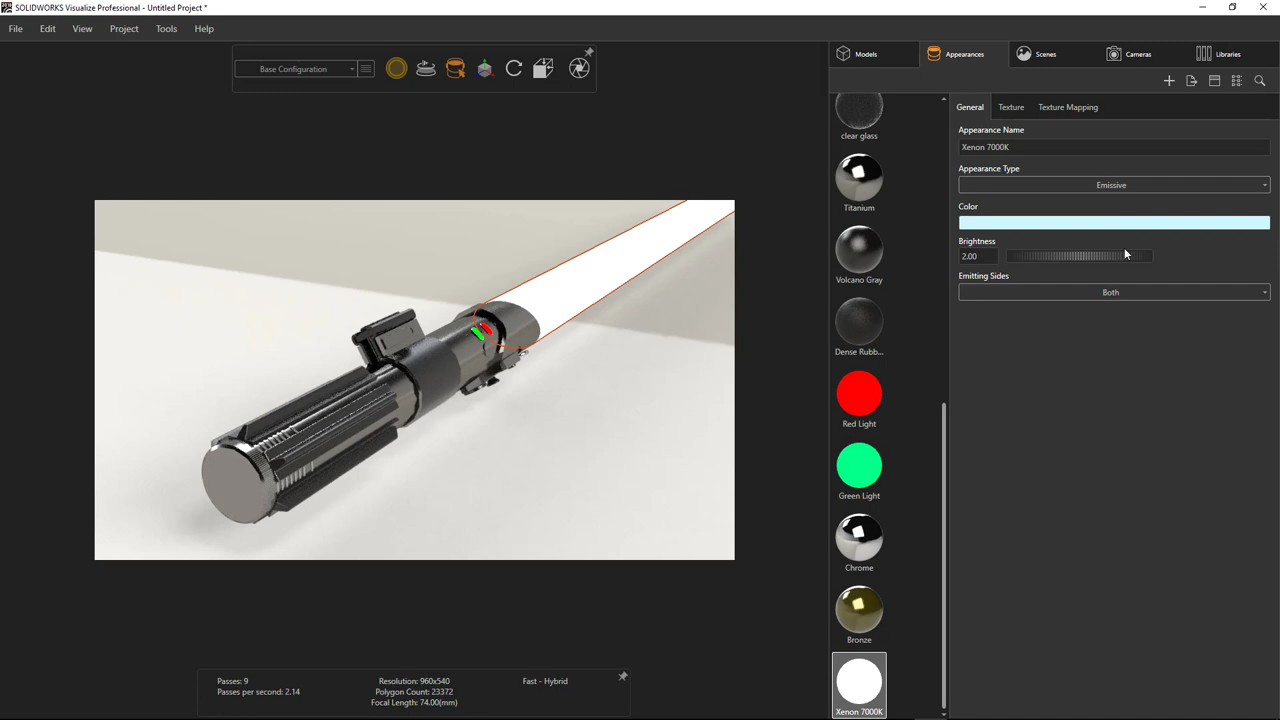 SOLIDWORKS Visualize Professional - Untitled Project *
File Edit View Project Tools Help
Base Configuration
Models Appearances Scenes Cameras Libraries
General Texture Texture Mapping
Appearance Name
Xenon 7000K
Appearance Type
Emissive
Color
Brightness
2.00
Emitting Sides
Both
clear glass
Titanium
Volcano Gray
Dense Rubb...
Red Light
Green Light
Chrome
Bronze
Xenon 7000K
Passes: 9
Passes per second: 2.14
Resolution: 960x540
Polygon Count: 23372
Focal Length: 74.00(mm)
Fast - Hybrid